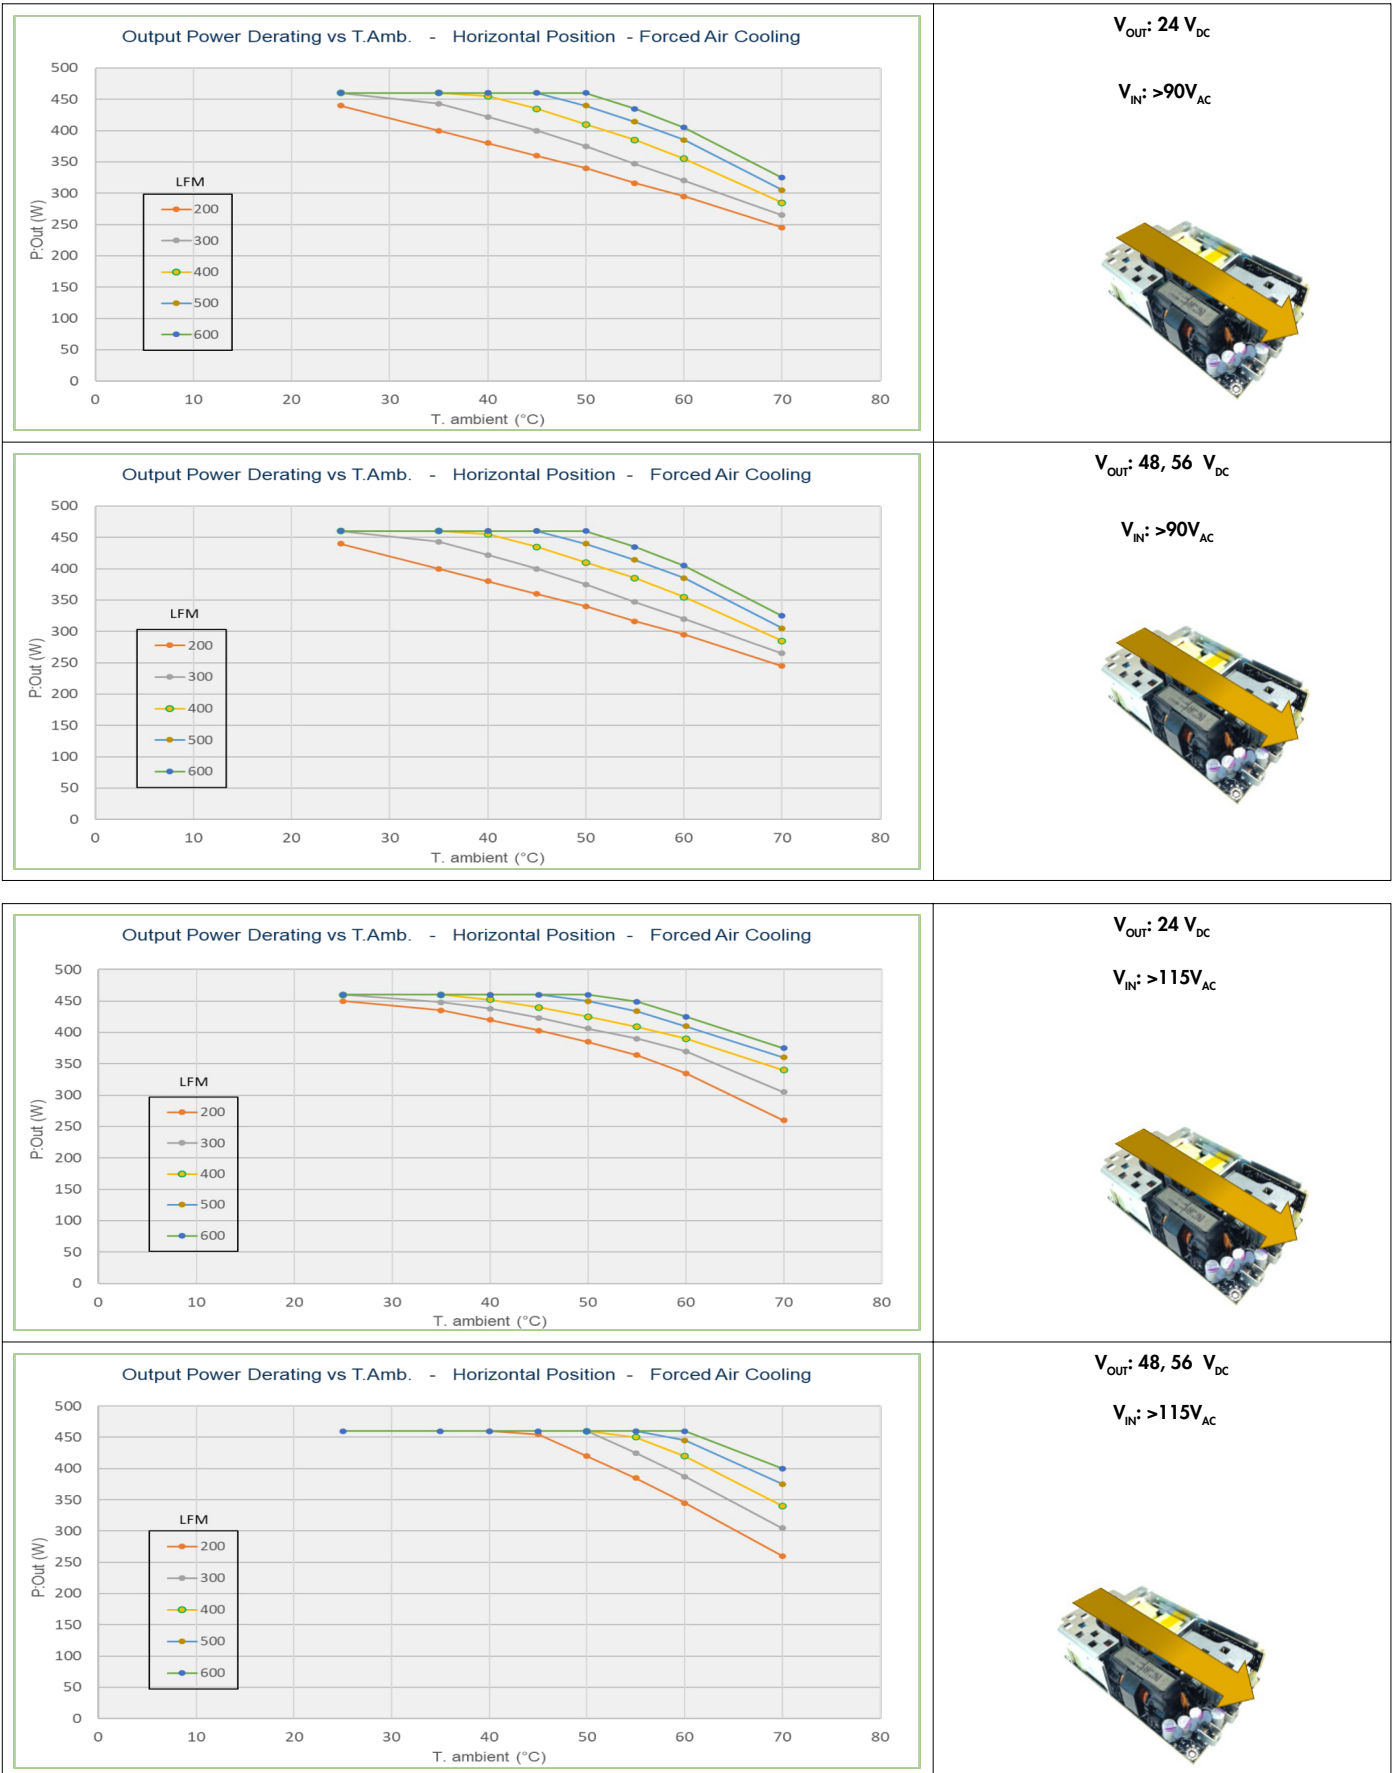 Output Power Derating vs T.Amb. - Horizontal Position - Forced Air Cooling
500
450
400
350
300
250
200
150
100
50
0
P:Out (W)
LFM
200
300
400
500
600
0 10 20 30 40 50 60 70 80
T. ambient (°C)
VOUT: 24 VDC
VIN: >90VAC
Output Power Derating vs T.Amb. - Horizontal Position - Forced Air Cooling
500
450
400
350
300
250
200
150
100
50
0
P:Out (W)
LFM
200
300
400
500
600
0 10 20 30 40 50 60 70 80
T. ambient (°C)
VOUT: 48, 56 VDC
VIN: >90VAC
Output Power Derating vs T.Amb. - Horizontal Position - Forced Air Cooling
500
450
400
350
300
250
200
150
100
50
0
P:Out (W)
LFM
200
300
400
500
600
0 10 20 30 40 50 60 70 80
T. ambient (°C)
VOUT: 24 VDC
VIN: >115VAC
Output Power Derating vs T.Amb. - Horizontal Position - Forced Air Cooling
500
450
400
350
300
250
200
150
100
50
0
P:Out (W)
LFM
200
300
400
500
600
0 10 20 30 40 50 60 70 80
T. ambient (°C)
VOUT: 48, 56 VDC
VIN: >115VAC